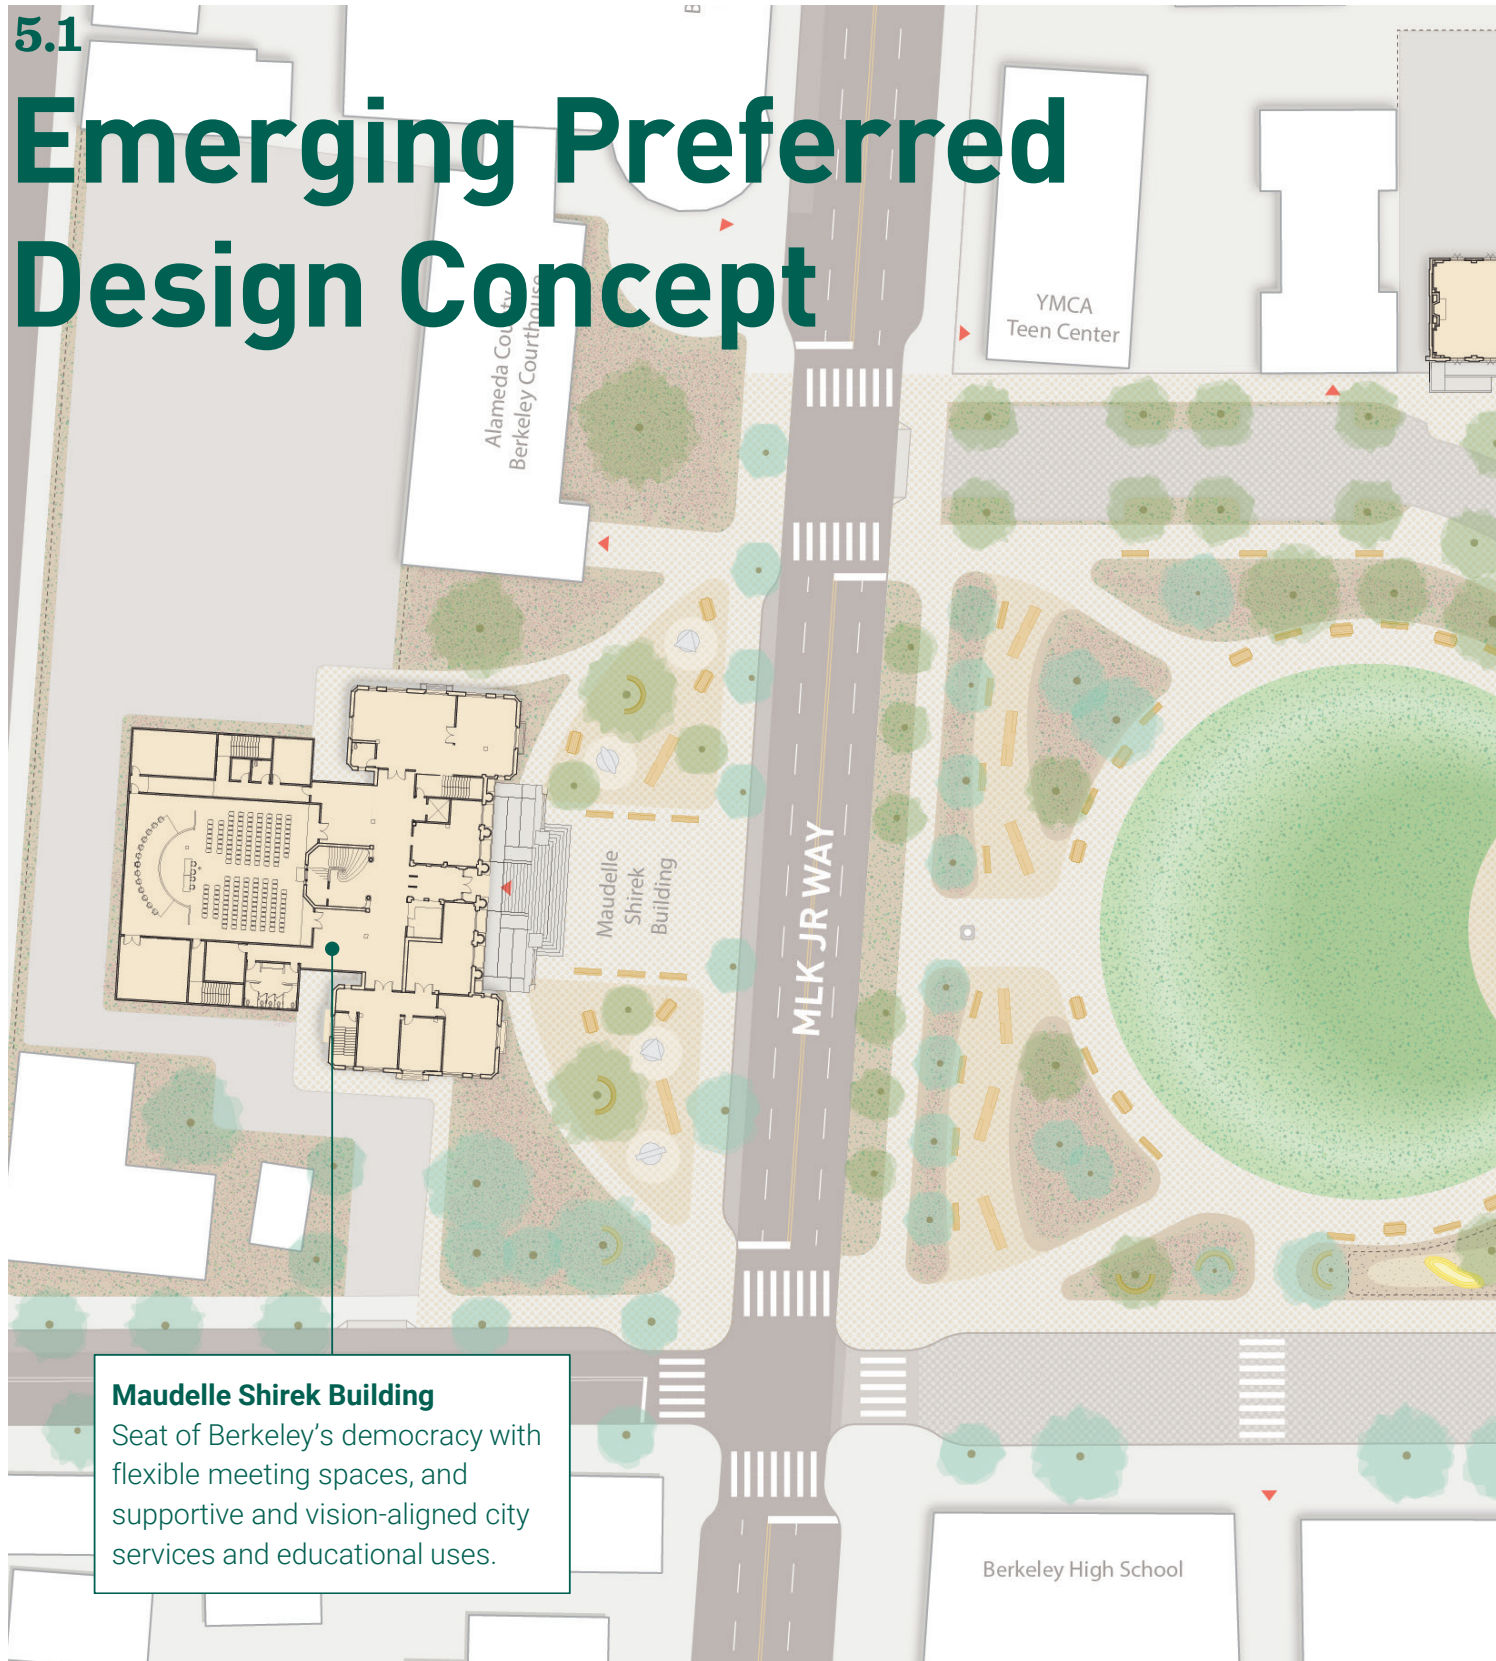 5.1
Emerging Preferred
Design Concept
Alameda County
Berkeley Courthouse
YMCA
Teen Center
Maudelle
Shirek
Building
MLK JR WAY
Maudelle Shirek Building
Seat of Berkeley’s democracy with
flexible meeting spaces, and
supportive and vision-aligned city
services and educational uses.
Berkeley High School